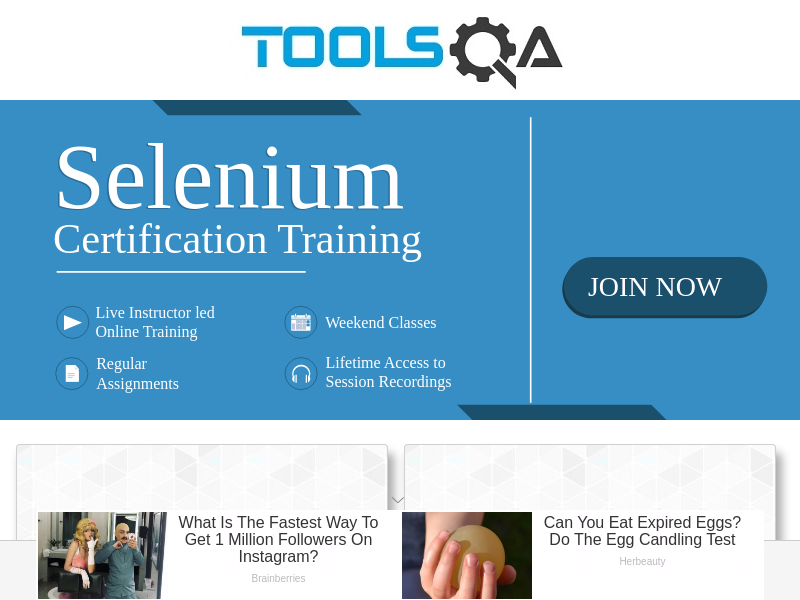 TOOLSQA
Selenium
Certification Training
JOIN NOW
Live Instructor led
Online Training
Weekend Classes
Regular
Assignments
Lifetime Access to
Session Recordings
What Is The Fastest Way To
Get 1 Million Followers On
Instagram?
Brainberries
Can You Eat Expired Eggs?
Do The Egg Candling Test
Herbeauty